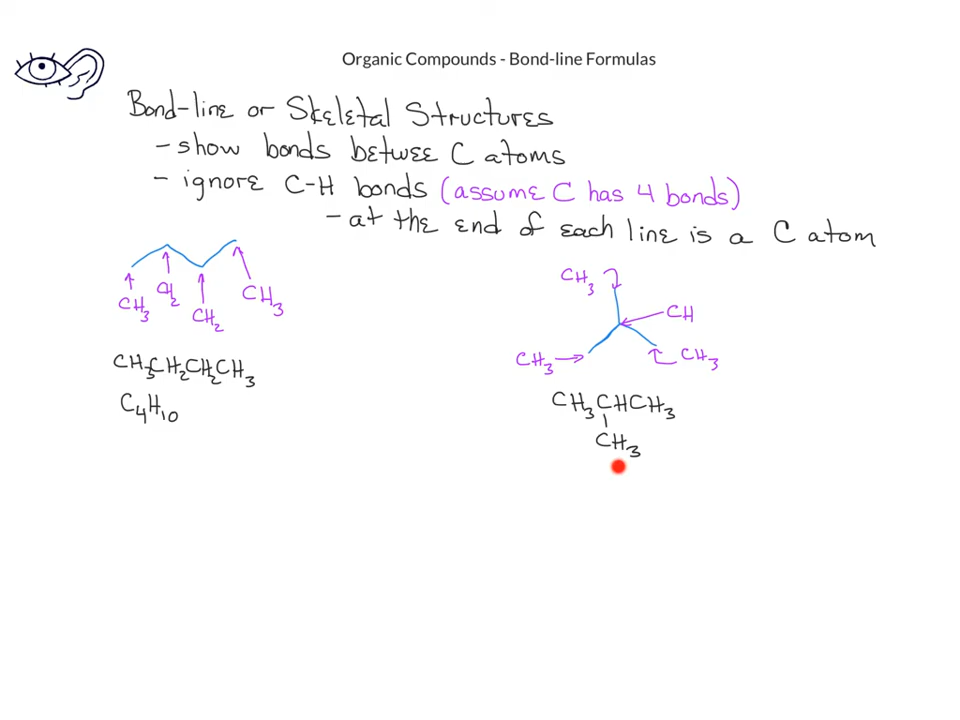 Organic Compounds - Bond-line Formulas
Bond-line or Skeletal Structures
- show bonds betwee C atoms
- ignore C-H bonds (assume C has 4 bonds)
- at the end of each line is a C atom
CH3 CH2 CH2 CH3
CH3CH2CH2CH3
C4H10
CH3
CH
CH3 CH3
CH3CHCH3
CH3